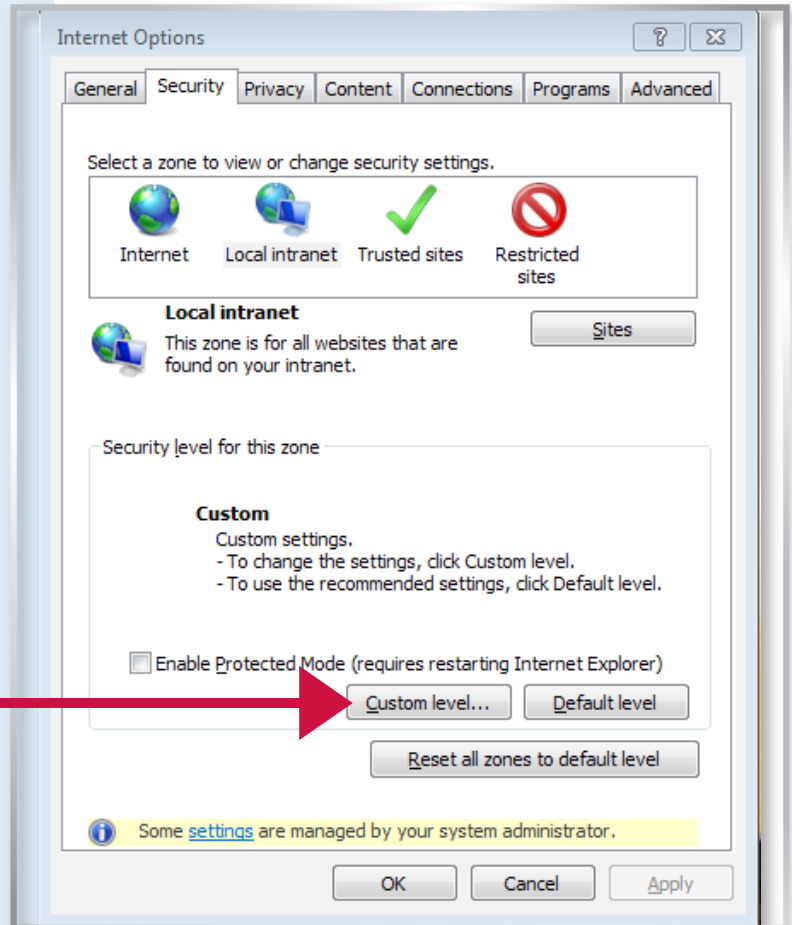 Internet Options
General Security Privacy Content Connections Programs Advanced
Select a zone to view or change security settings.
Internet Local intranet Trusted sites Restricted
sites
Local intranet
This zone is for all websites that are
found on your intranet.
Sites
Security level for this zone
Custom
Custom settings.
- To change the settings, click Custom level.
- To use the recommended settings, click Default level.
Enable Protected Mode (requires restarting Internet Explorer)
Custom level... Default level
Reset all zones to default level
Some settings are managed by your system administrator.
OK Cancel Apply